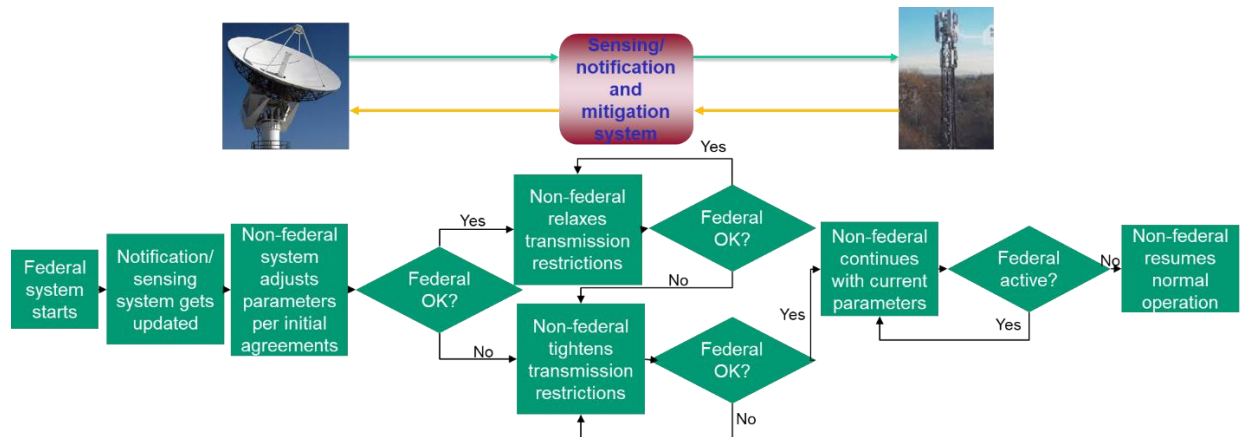 Sensing/
notification
and
mitigation
system
Yes
Non-federal
relaxes
transmission
restrictions
Federal
OK?
Yes
No
Federal
system
starts
Notification/
sensing
system gets
updated
Non-federal
system
adjusts
parameters
per initial
agreements
Federal
OK?
No
Non-federal
tightens
transmission
restrictions
Federal
OK?
No
Yes
Non-federal
continues
with current
parameters
Federal
active?
Yes
No
Non-federal
resumes
normal
operation